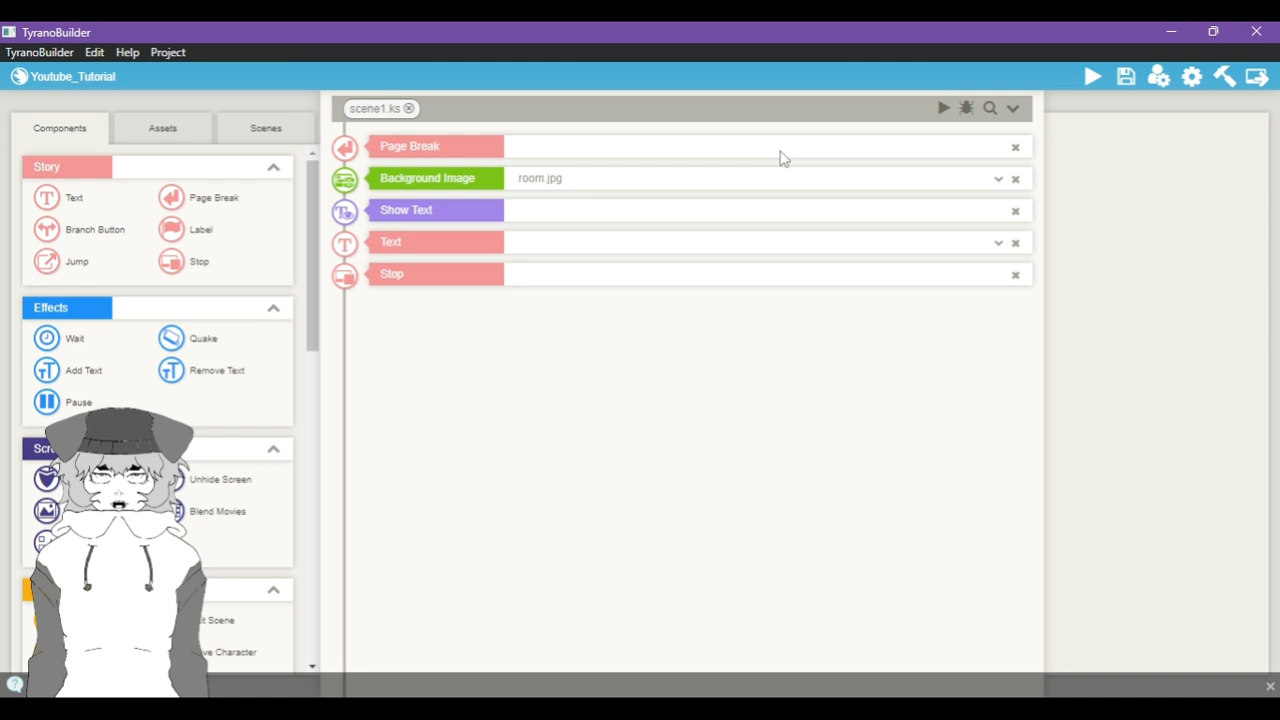 TyranoBuilder
TyranoBuilder Edit Help Project
Youtube_Tutorial
Components Assets Scenes
scene1.ks
Story
Text Page Break
Branch Button Label
Jump Stop
Effects
Wait Quake
Add Text Remove Text
Pause
Unhide Screen
Blend Movies
Page Break
Background Image room.jpg
Show Text
Text
Stop